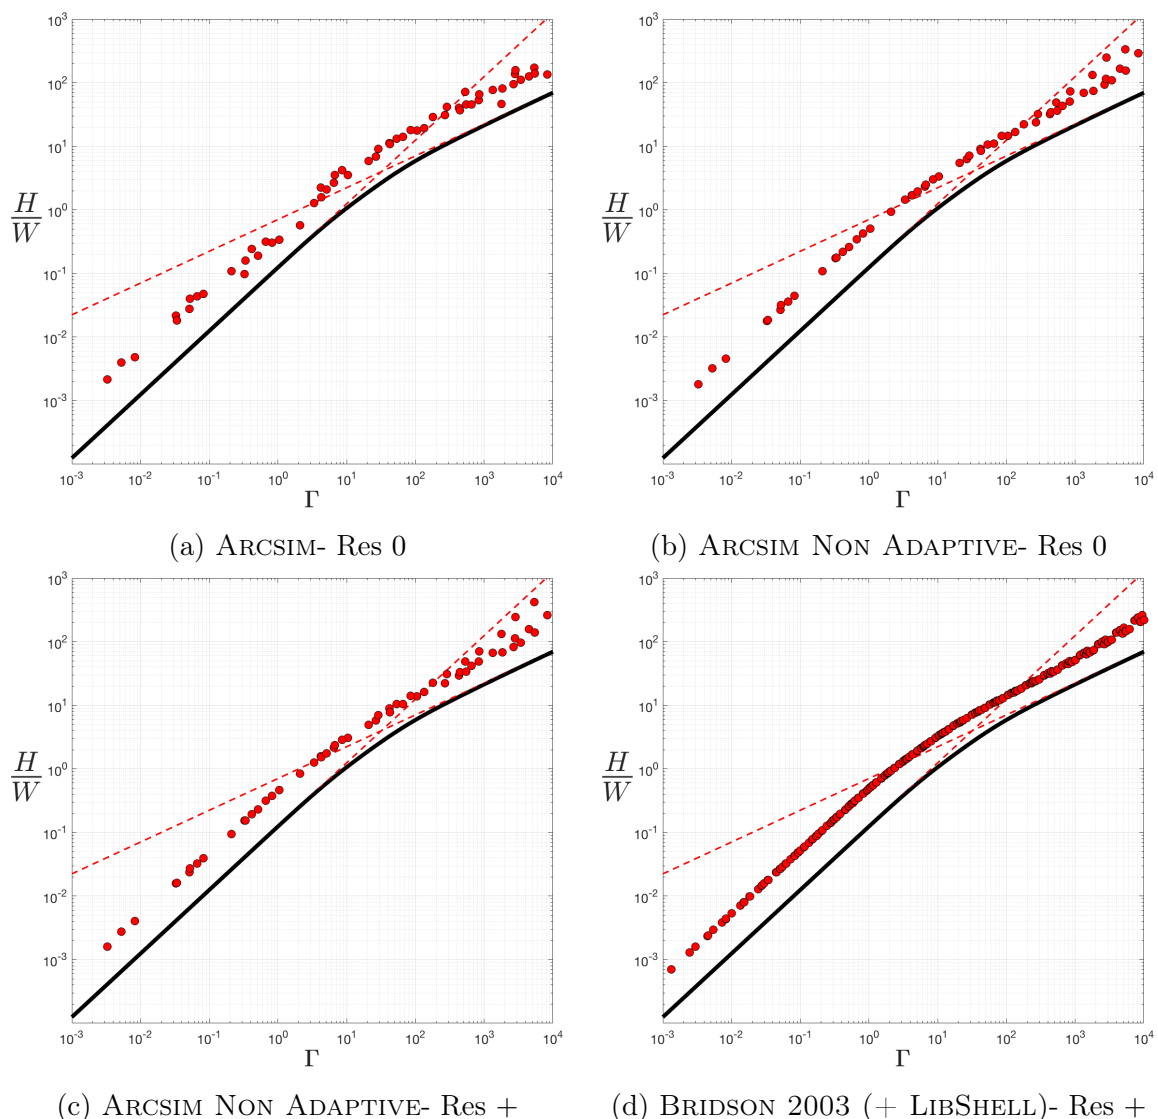 10^3 10^3
10^2 10^2
10^1 10^1
H/W 10^0 H/W 10^0
10^-1 10^-1
10^-2 10^-2
10^-3 10^-3
10^-3 10^-2 10^-1 10^0 10^1 10^2 10^3 10^4 10^-3 10^-2 10^-1 10^0 10^1 10^2 10^3 10^4
Γ Γ
(a) ARCSIM- Res 0 (b) ARCSIM NON ADAPTIVE- Res 0
10^3 10^3
10^2 10^2
10^1 10^1
H/W 10^0 H/W 10^0
10^-1 10^-1
10^-2 10^-2
10^-3 10^-3
10^-3 10^-2 10^-1 10^0 10^1 10^2 10^3 10^4 10^-3 10^-2 10^-1 10^0 10^1 10^2 10^3 10^4
Γ Γ
(c) ARCSIM NON ADAPTIVE- Res + (d) BRIDSON 2003 (+ LIBSHELL)- Res +